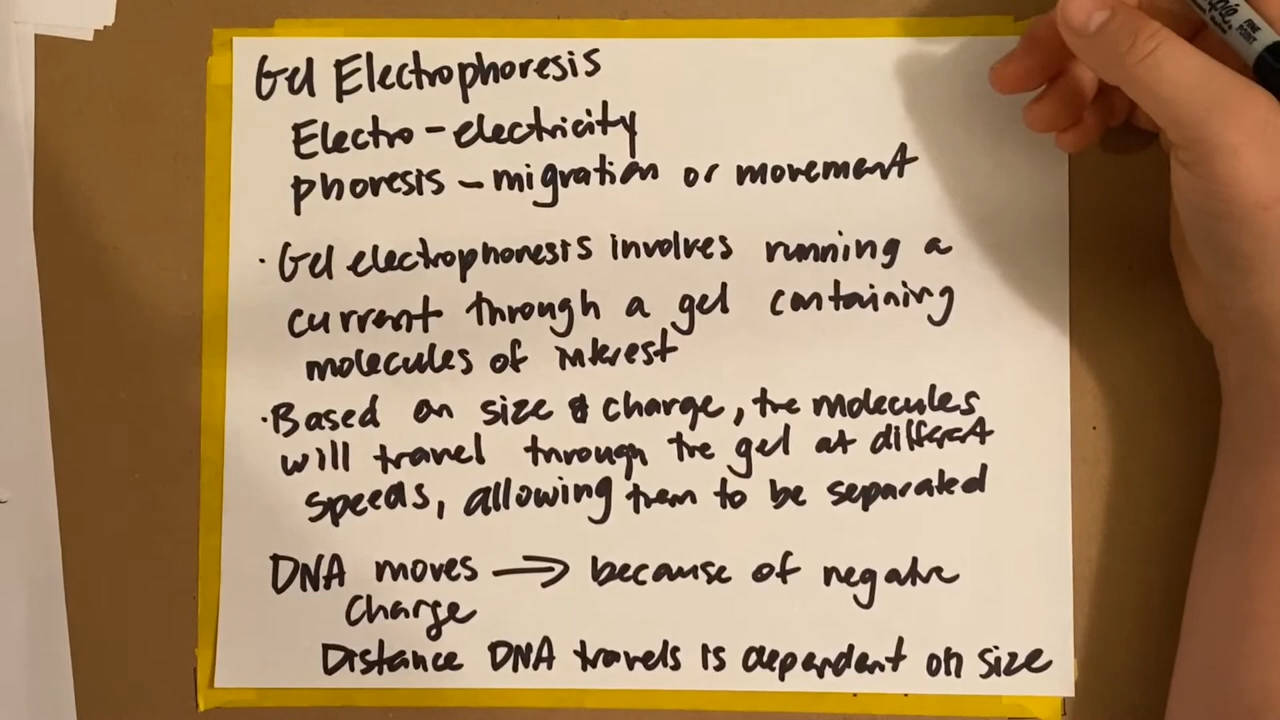 Gel Electrophoresis
Electro - electricity
phoresis - migration or movement
· Gel electrophoresis involves running a
current through a gel containing
molecules of interest
· Based on size & charge, the molecules
will travel through the gel at different
speeds, allowing them to be separated
DNA moves → because of negative
charge
Distance DNA travels is dependent on size
FINE
POINT